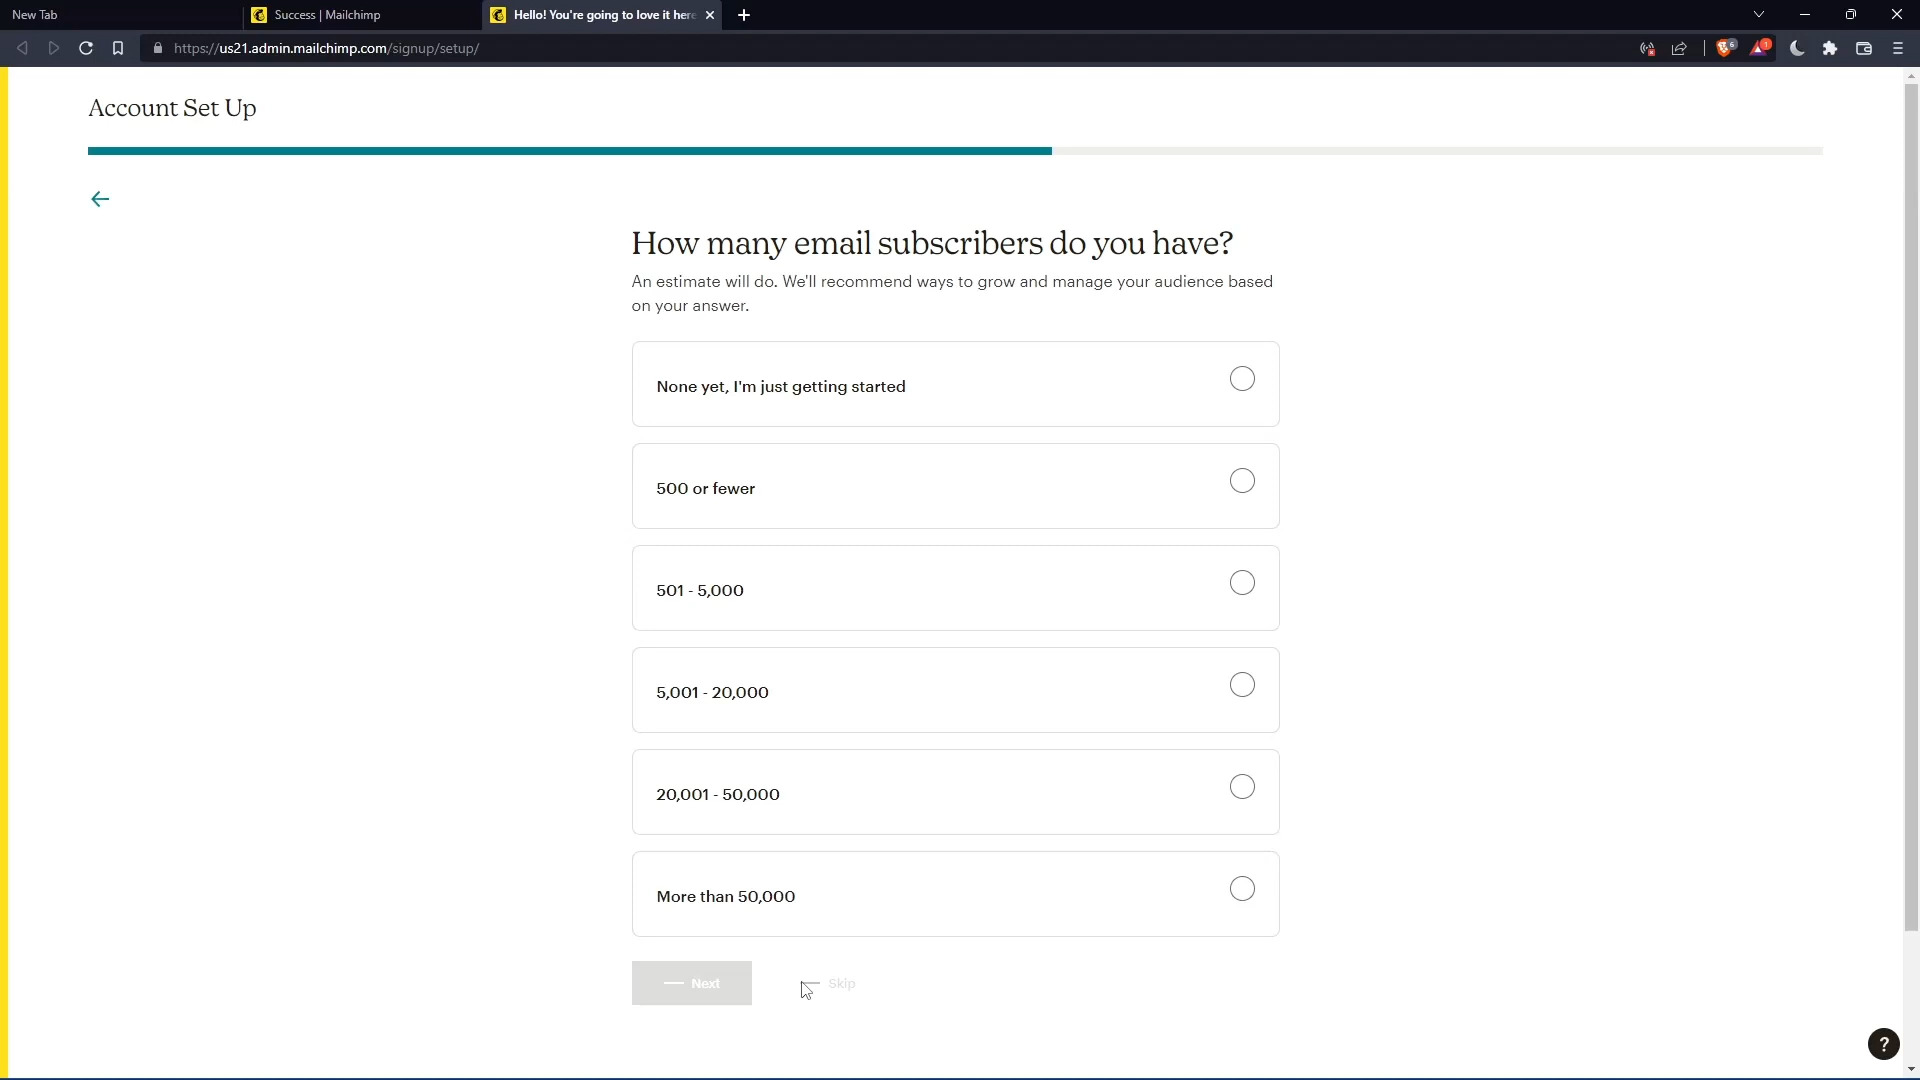 New Tab
Success | Mailchimp
Hello! You're going to love it here
https://us21.admin.mailchimp.com/signup/setup/
6
1
Account Set Up
How many email subscribers do you have?
An estimate will do. We'll recommend ways to grow and manage your audience based
on your answer.
None yet, I'm just getting started
500 or fewer
501 - 5,000
5,001 - 20,000
20,001 - 50,000
More than 50,000
Next
Skip
?